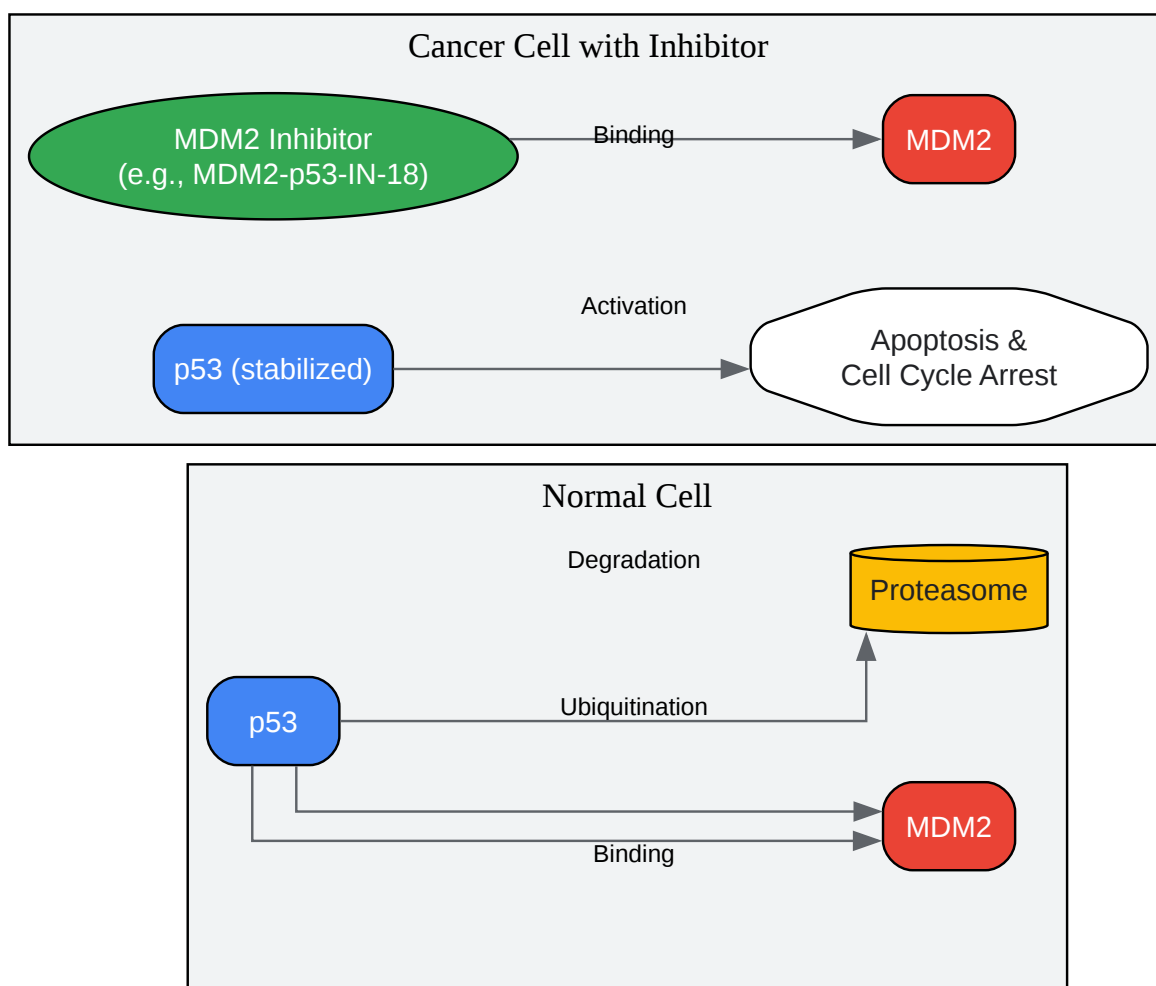 Cancer Cell with Inhibitor
MDM2 Inhibitor
(e.g., MDM2-p53-IN-18)
Binding
MDM2
Activation
p53 (stabilized)
Apoptosis &
Cell Cycle Arrest
Normal Cell
Degradation
Proteasome
p53
Ubiquitination
MDM2
Binding